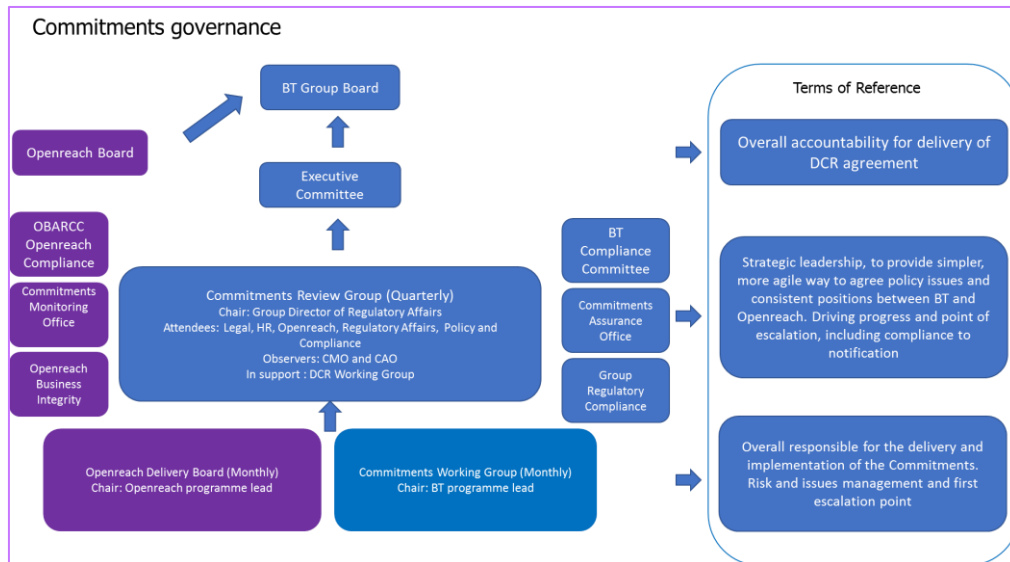 Commitments governance
BT Group Board
Openreach Board
Executive
Committee
OBARCC
Openreach
Compliance
Commitments
Monitoring
Office
Openreach
Business
Integrity
Commitments Review Group (Quarterly)
Chair: Group Director of Regulatory Affairs
Attendees: Legal, HR, Openreach, Regulatory Affairs, Policy and
Compliance
Observers: CMO and CAO
In support : DCR Working Group
BT
Compliance
Committee
Commitments
Assurance
Office
Group
Regulatory
Compliance
Openreach Delivery Board (Monthly)
Chair: Openreach programme lead
Commitments Working Group (Monthly)
Chair: BT programme lead
Terms of Reference
Overall accountability for delivery of
DCR agreement
Strategic leadership, to provide simpler,
more agile way to agree policy issues and
consistent positions between BT and
Openreach. Driving progress and point of
escalation, including compliance to
notification
Overall responsible for the delivery and
implementation of the Commitments.
Risk and issues management and first
escalation point